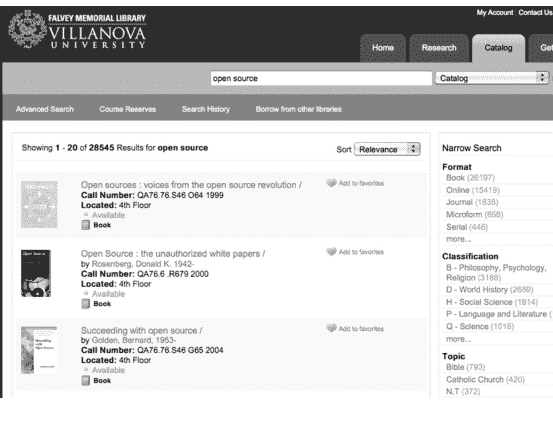 My Account Contact Us
FALVEY MEMORIAL LIBRARY
VILLANOVA
UNIVERSITY
Home Research Catalog Get
open source Catalog
Advanced Search Course Reserves Search History Borrow from other libraries
Showing 1 - 20 of 28545 Results for open source
Sort Relevance
Open sources : voices from the open source revolution /
Call Number: QA76.76.S46 O64 1999
Located: 4th Floor
Available
Book
Add to favorites
Open Source : the unauthorized white papers /
by Rosenberg, Donald K. 1942-
Call Number: QA76.6 .R679 2000
Located: 4th Floor
Available
Book
Add to favorites
Succeeding with open source /
by Golden, Bernard, 1953-
Call Number: QA76.76.S46 G65 2004
Located: 4th Floor
Available
Book
Add to favorites
Narrow Search
Format
Book (26197)
Online (15419)
Journal (1838)
Microform (656)
Serial (446)
more...
Classification
B - Philosophy, Psychology,
Religion (3188)
D - World History (2659)
H - Social Science (1914)
P - Language and Literature (
Q - Science (1016)
more...
Topic
Bible (793)
Catholic Church (420)
N.T (372)